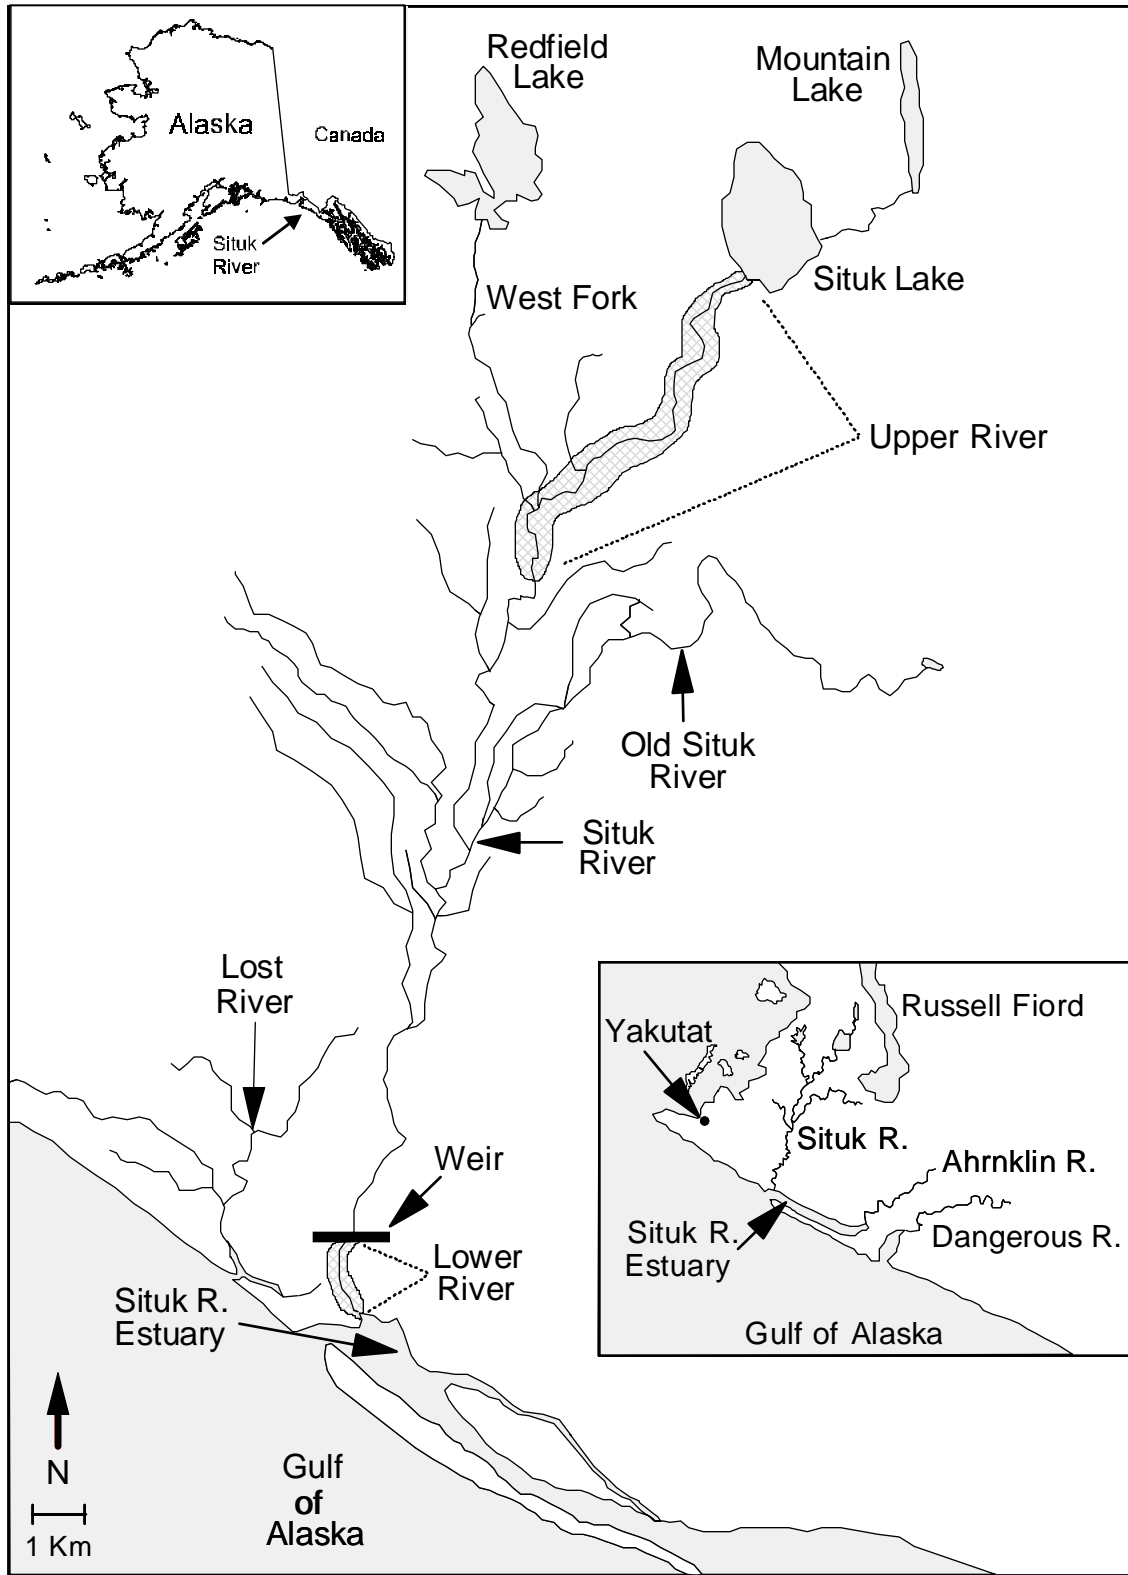 Redfield
Lake
Mountain
Lake
Alaska
Canada
Situk
River
West Fork
Situk Lake
Upper River
Old Situk
River
Situk
River
Lost
River
Russell Fiord
Yakutat
Situk R.
Ahrnklin R.
Situk R.
Estuary
Dangerous R.
Gulf of Alaska
Weir
Lower
River
Situk R.
Estuary
N
1 Km
Gulf
of
Alaska